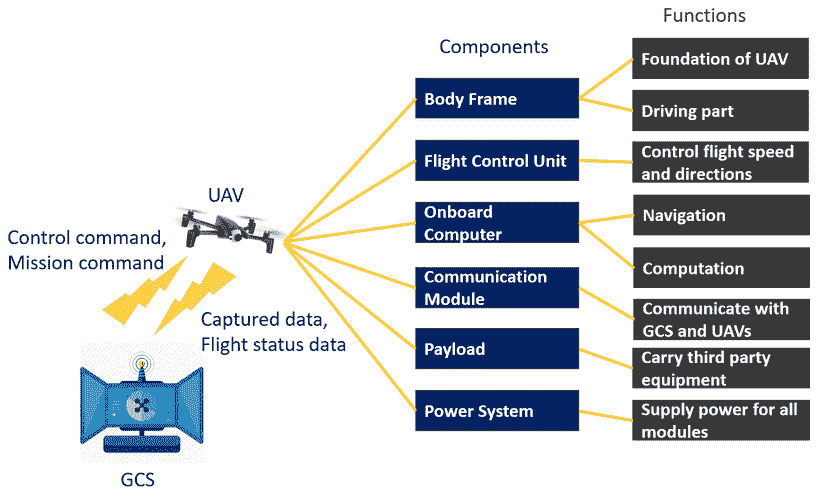 Functions
Components
Foundation of UAV
Body Frame
Driving part
Flight Control Unit
Control flight speed
and directions
UAV
Onboard
Computer
Navigation
Control command,
Mission command
Computation
Communication
Module
Communicate with
GCS and UAVs
Captured data,
Flight status data
Payload
Carry third party
equipment
Power System
Supply power for all
modules
GCS